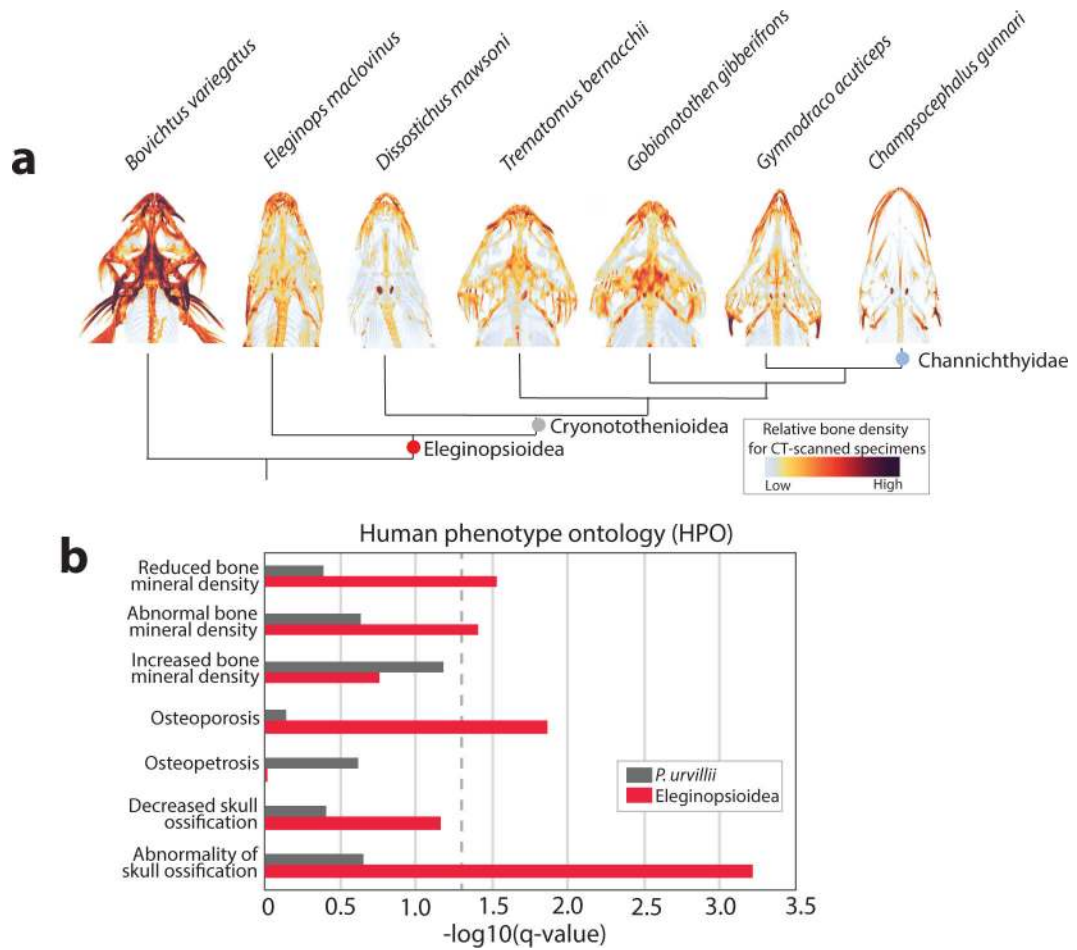 a
Bovichtus variegatus
Eleginops maclovinus
Dissostichus mawsoni
Trematomus bernacchii
Gobionotothen gibberifrons
Gymnodraco acuticeps
Champsocephalus gunnari
Channichthyidae
Cryonotothenioidea
Eleginopsioidea
Relative bone density
for CT-scanned specimens
Low High
b
Human phenotype ontology (HPO)
Reduced bone
mineral density
Abnormal bone
mineral density
Increased bone
mineral density
Osteoporosis
Osteopetrosis
Decreased skull
ossification
Abnormality of
skull ossification
P. urvillii
Eleginopsioidea
0 0.5 1.0 1.5 2.0 2.5 3.0 3.5
-log10(q-value)